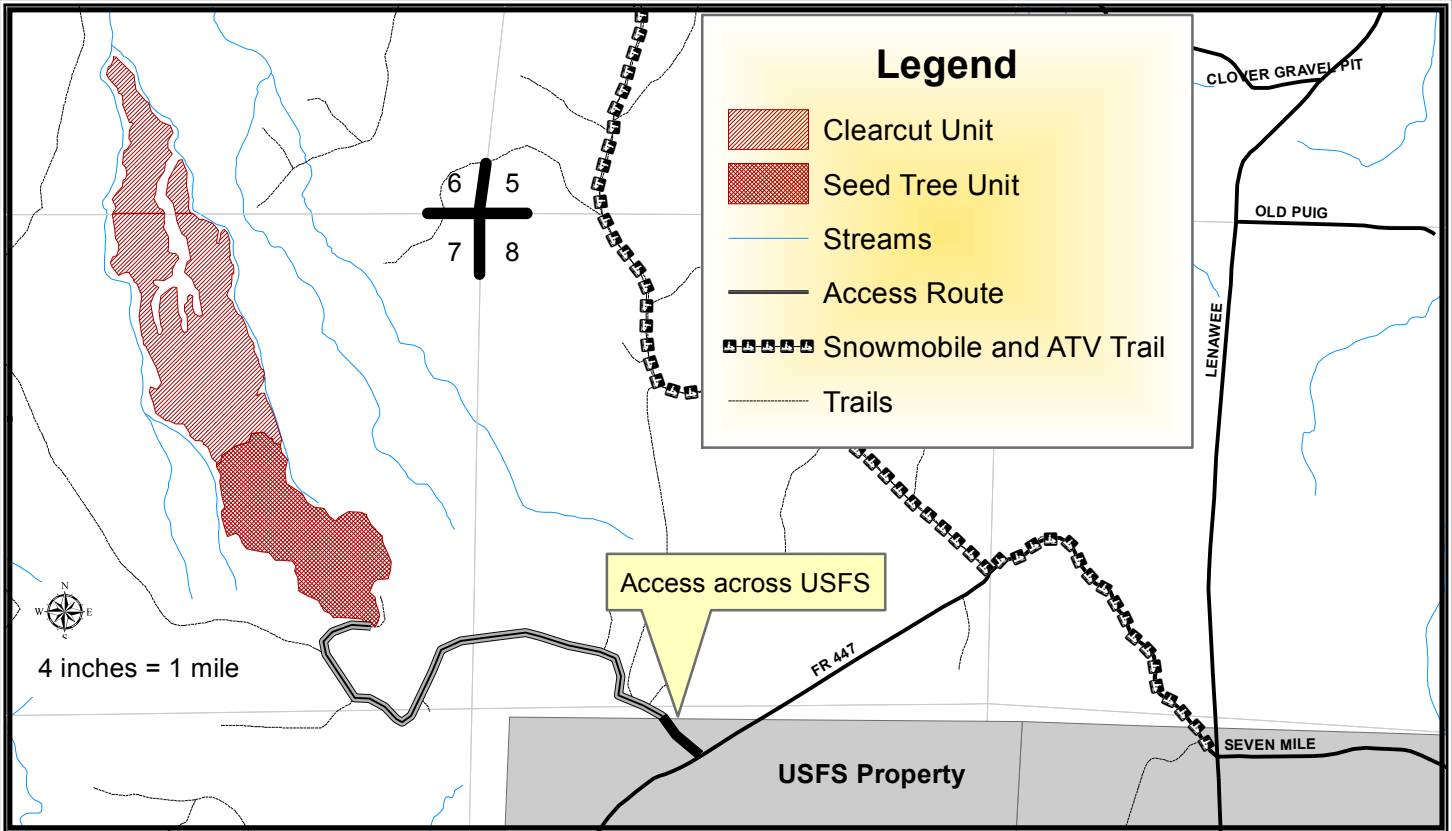 Legend
Clearcut Unit
Seed Tree Unit
Streams
Access Route
Snowmobile and ATV Trail
Trails
CLOVER GRAVEL PIT
6 5
7 8
OLD PUIG
LENAWEE
Access across USFS
N
W E
S
4 inches = 1 mile
FR 447
SEVEN MILE
USFS Property